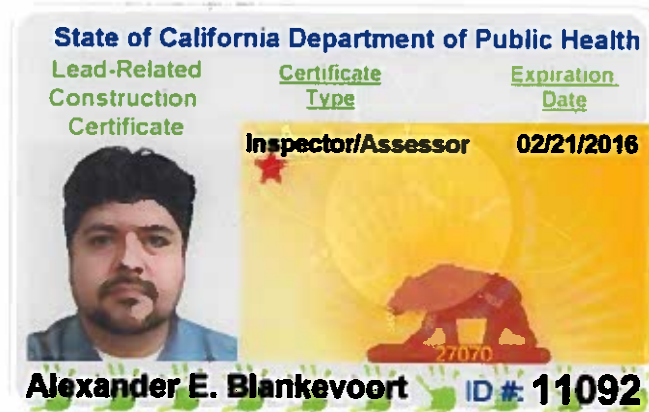 State of California Department of Public Health
Lead-Related
Construction
Certificate
Certificate
Type
Expiration
Date
Inspector/Assessor
02/21/2016
27070
Alexander E. Blankevoort
ID #: 11092